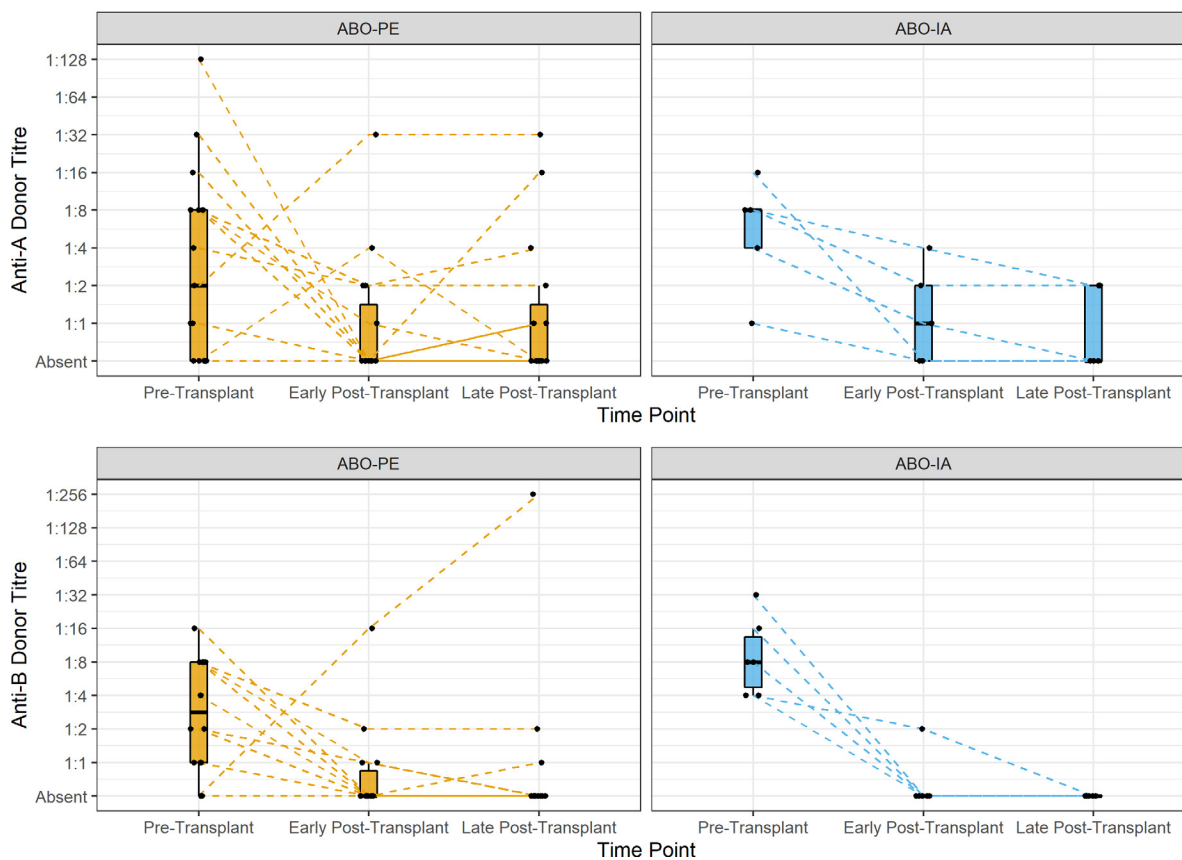 ABO-PE
ABO-IA
Anti-A Donor Titre
1:128
1:64
1:32
1:16
1:8
1:4
1:2
1:1
Absent
Pre-Transplant Early Post-Transplant Late Post-Transplant
Pre-Transplant Early Post-Transplant Late Post-Transplant
Time Point
ABO-PE
ABO-IA
Anti-B Donor Titre
1:256
1:128
1:64
1:32
1:16
1:8
1:4
1:2
1:1
Absent
Pre-Transplant Early Post-Transplant Late Post-Transplant
Pre-Transplant Early Post-Transplant Late Post-Transplant
Time Point